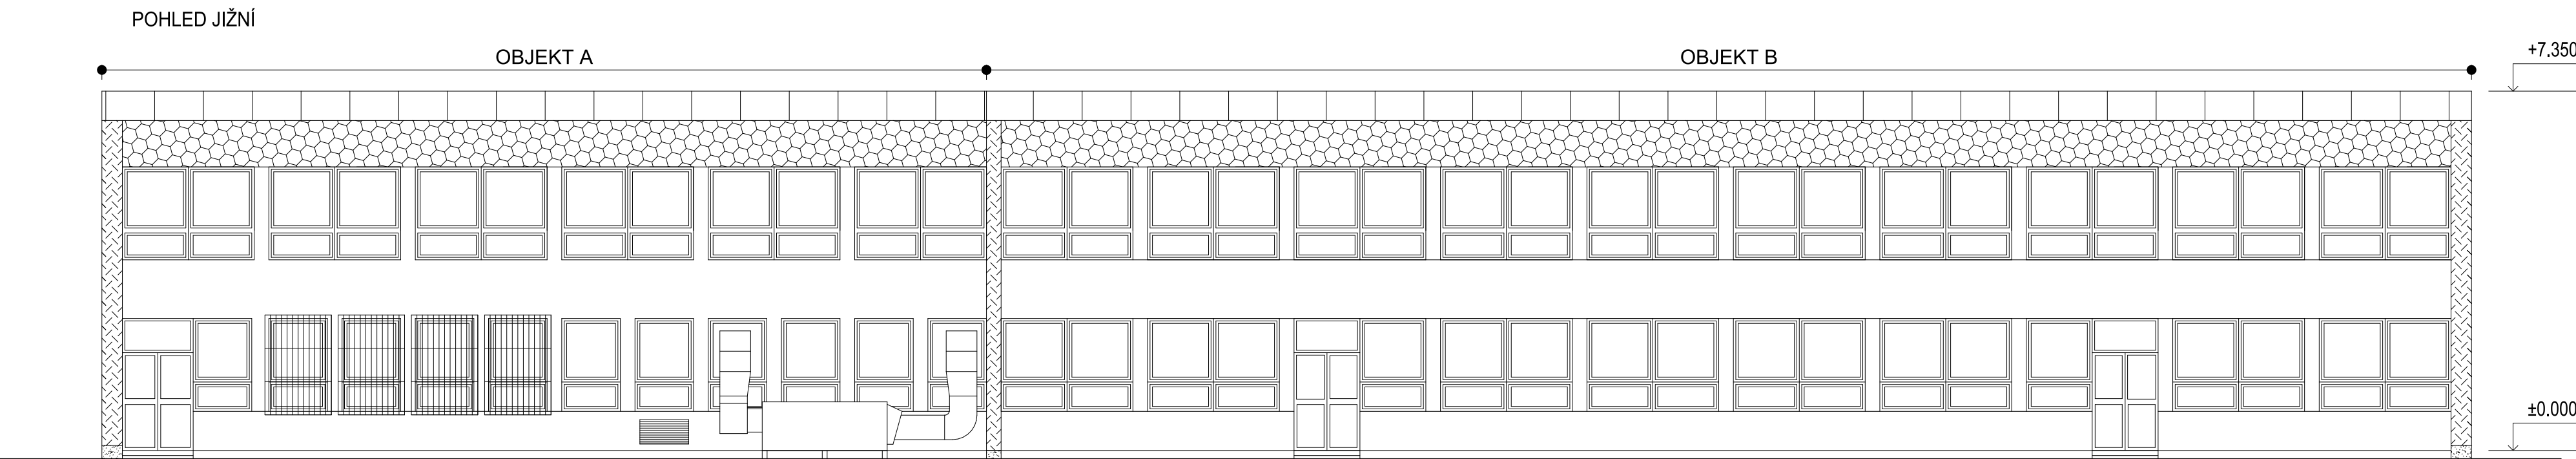 POHLED JIŽNÍ
OBJEKT A
OBJEKT B
+7.350
±0.000